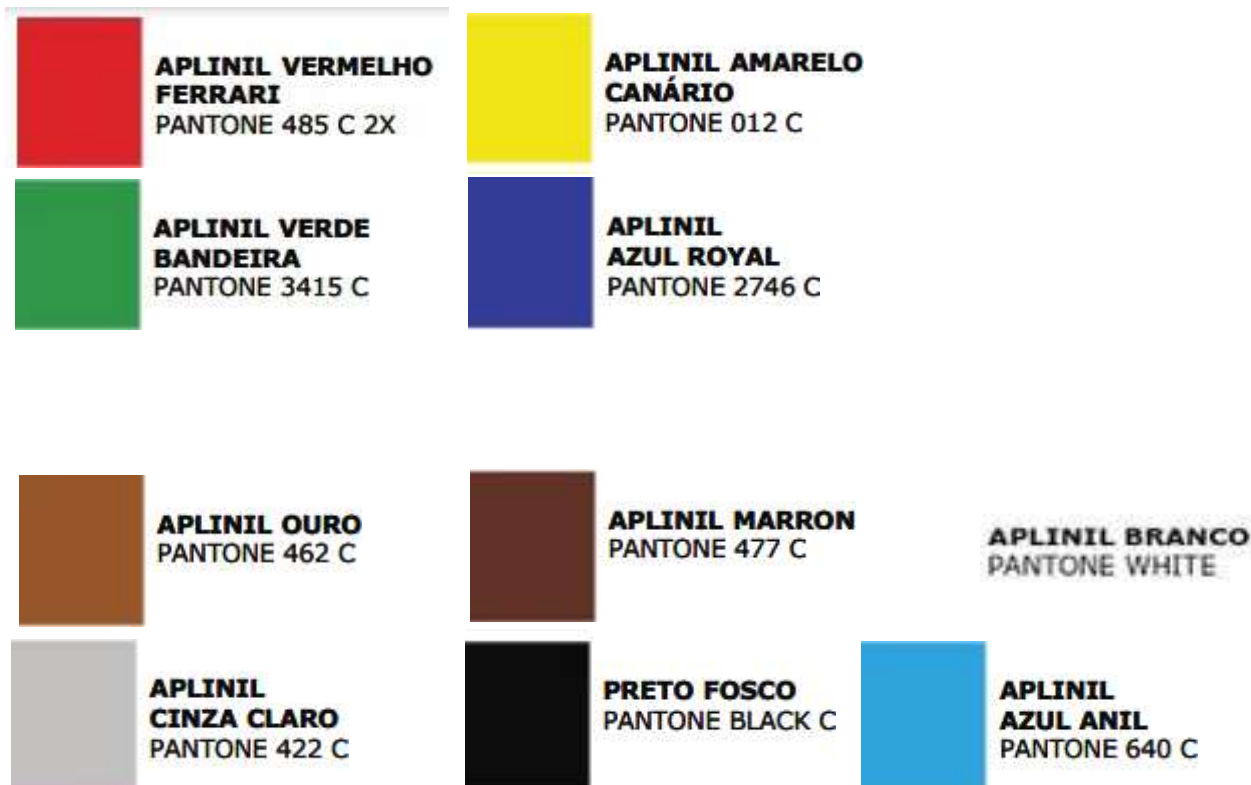 APLINIL VERMELHO
FERRARI
PANTONE 485 C 2X
APLINIL AMARELO
CANÁRIO
PANTONE 012 C
APLINIL VERDE
BANDEIRA
PANTONE 3415 C
APLINIL
AZUL ROYAL
PANTONE 2746 C
APLINIL OURO
PANTONE 462 C
APLINIL MARRON
PANTONE 477 C
APLINIL BRANCO
PANTONE WHITE
APLINIL
CINZA CLARO
PANTONE 422 C
PRETO FOSCO
PANTONE BLACK C
APLINIL
AZUL ANIL
PANTONE 640 C